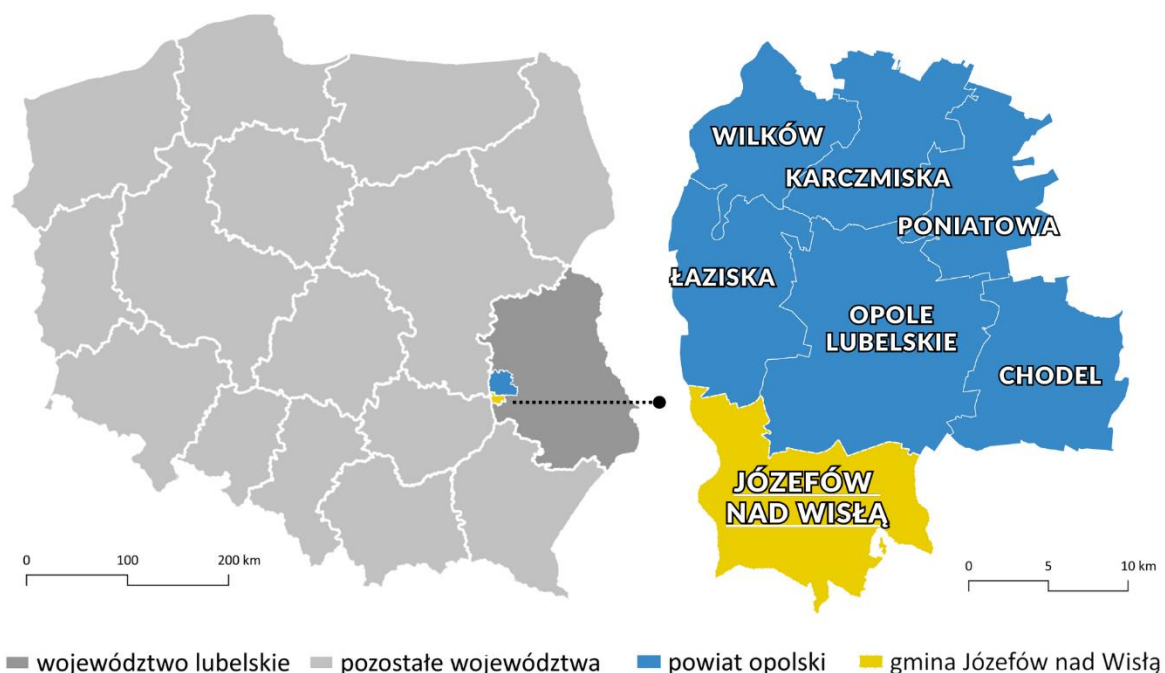 WILKÓW
KARCZMISKA
PONIATOWA
ŁAZISKA
OPOLE
LUBELSKIE
CHODEL
JÓZEFÓW
NAD WISŁĄ
0 100 200 km
0 5 10 km
województwo lubelskie pozostałe województwa powiat opolski gmina Józefów nad Wisłą